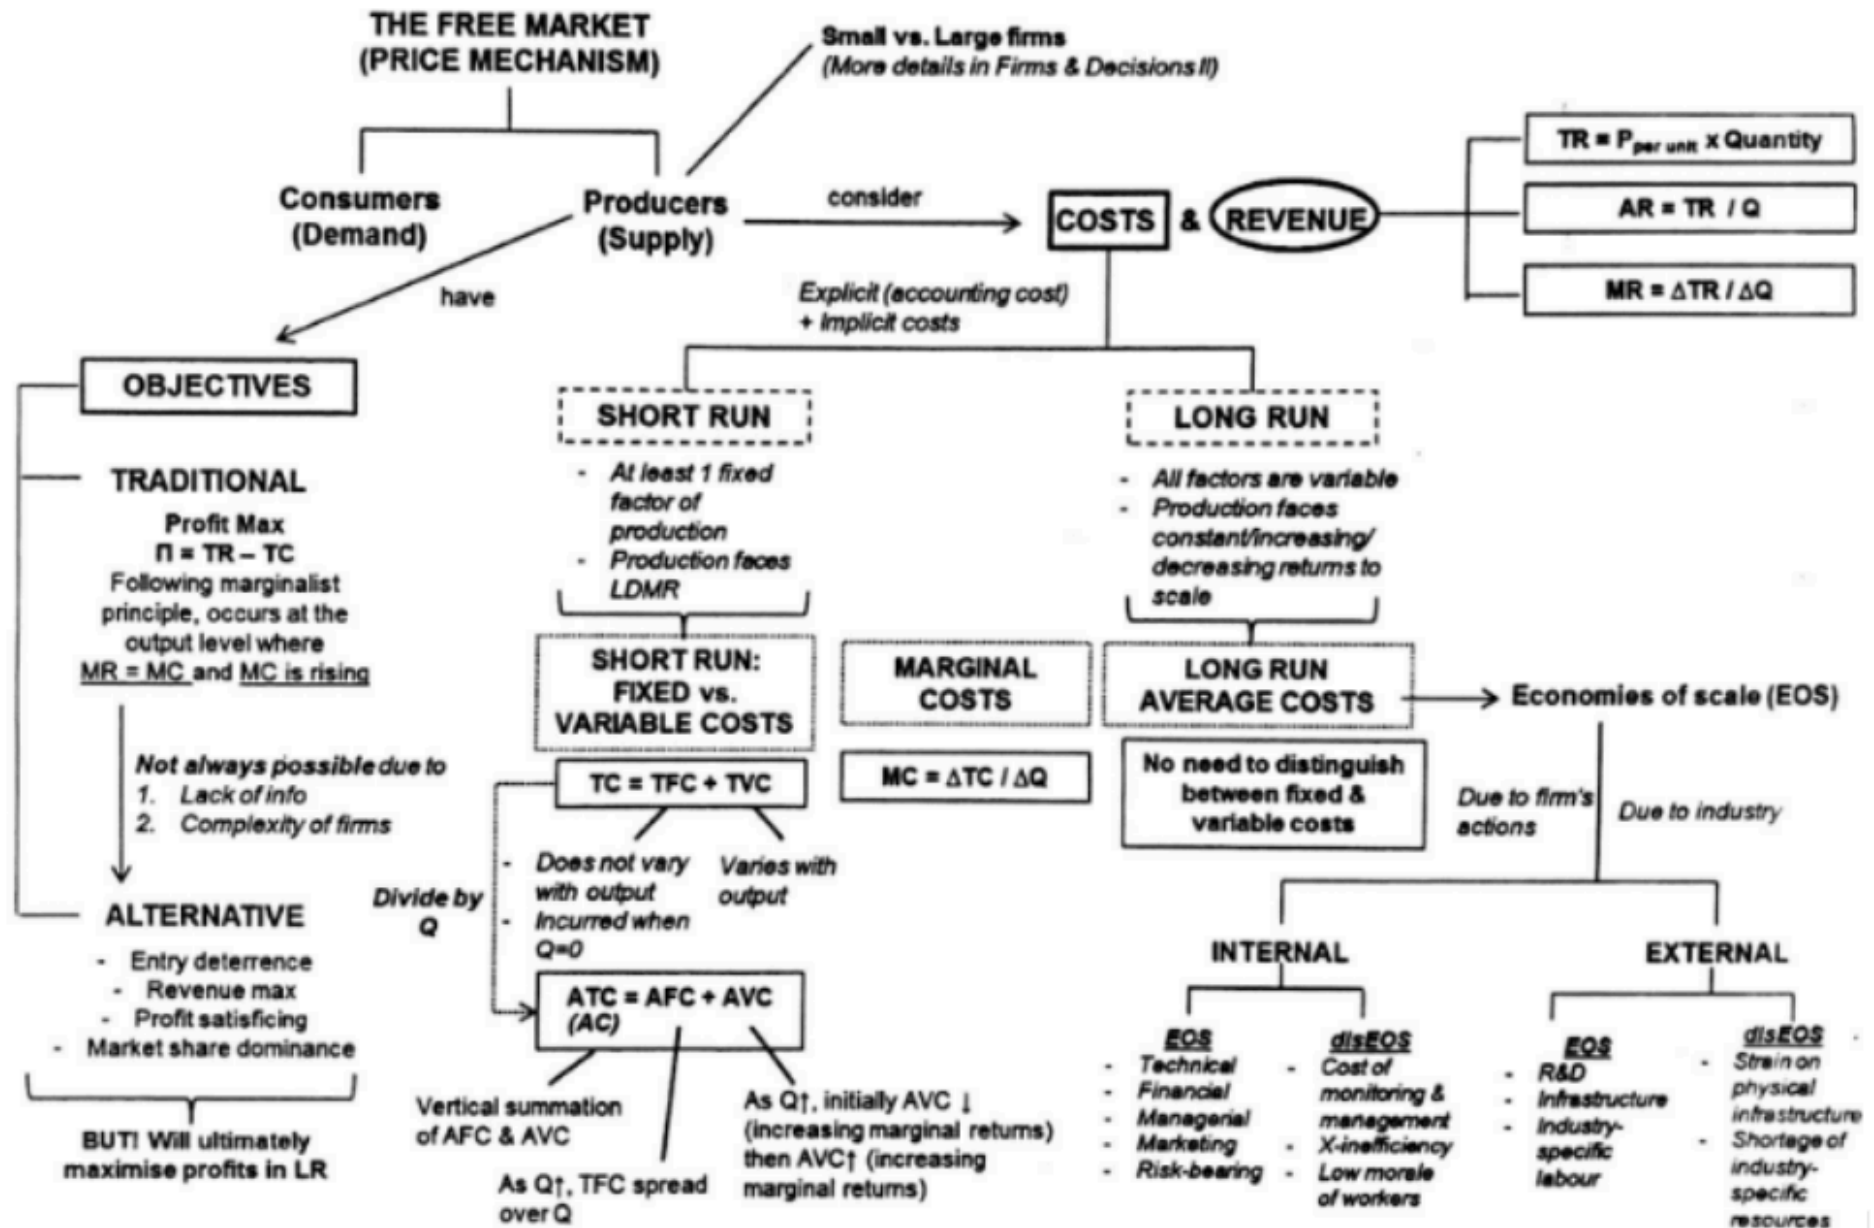 THE FREE MARKET
(PRICE MECHANISM)
Small vs. Large firms
(More details in Firms & Decisions II)
Consumers
(Demand)
Producers
(Supply)
consider
COSTS
&
REVENUE
TR = P per unit x Quantity
AR = TR / Q
MR = ΔTR / ΔQ
have
Explicit (accounting cost)
+ Implicit costs
OBJECTIVES
TRADITIONAL
Profit Max
Π = TR – TC
Following marginalist
principle, occurs at the
output level where
MR = MC and MC is rising
Not always possible due to
1. Lack of info
2. Complexity of firms
ALTERNATIVE
- Entry deterrence
- Revenue max
- Profit satisficing
- Market share dominance
BUT! Will ultimately
maximise profits in LR
SHORT RUN
- At least 1 fixed
factor of
production
- Production faces
LDMR
SHORT RUN:
FIXED vs.
VARIABLE COSTS
TC = TFC + TVC
- Does not vary
with output
- Incurred when
Q=0
Varies with
output
Divide by
Q
ATC = AFC + AVC
(AC)
Vertical summation
of AFC & AVC
As Q↑, TFC spread
over Q
As Q↑, initially AVC ↓
(increasing marginal returns)
then AVC↑ (increasing
marginal returns)
MARGINAL
COSTS
MC = ΔTC / ΔQ
LONG RUN
- All factors are variable
- Production faces
constant/increasing/
decreasing returns to
scale
LONG RUN
AVERAGE COSTS
No need to distinguish
between fixed &
variable costs
Economies of scale (EOS)
Due to firm's
actions
Due to industry
INTERNAL
EOS
- Technical
- Financial
- Managerial
- Marketing
- Risk-bearing
disEOS
- Cost of
monitoring &
management
- X-inefficiency
- Low morale
of workers
EXTERNAL
EOS
- R&D
- Infrastructure
- Industry-
specific
labour
disEOS
- Strain on
physical
infrastructure
- Shortage of
industry-
specific
resources